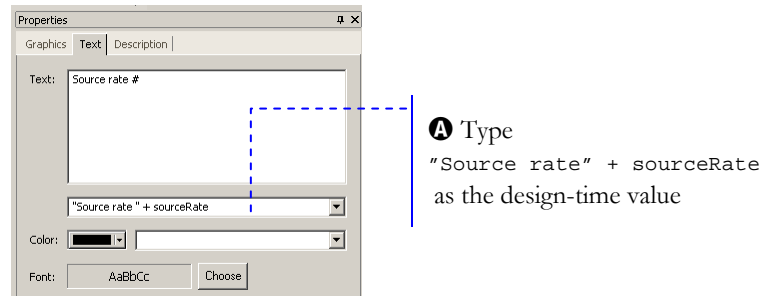 Properties
Graphics Text Description
Text: Source rate #
"Source rate " + sourceRate
Color:
Font: AaBbCc Choose
A Type
"Source rate" + sourceRate
as the design-time value